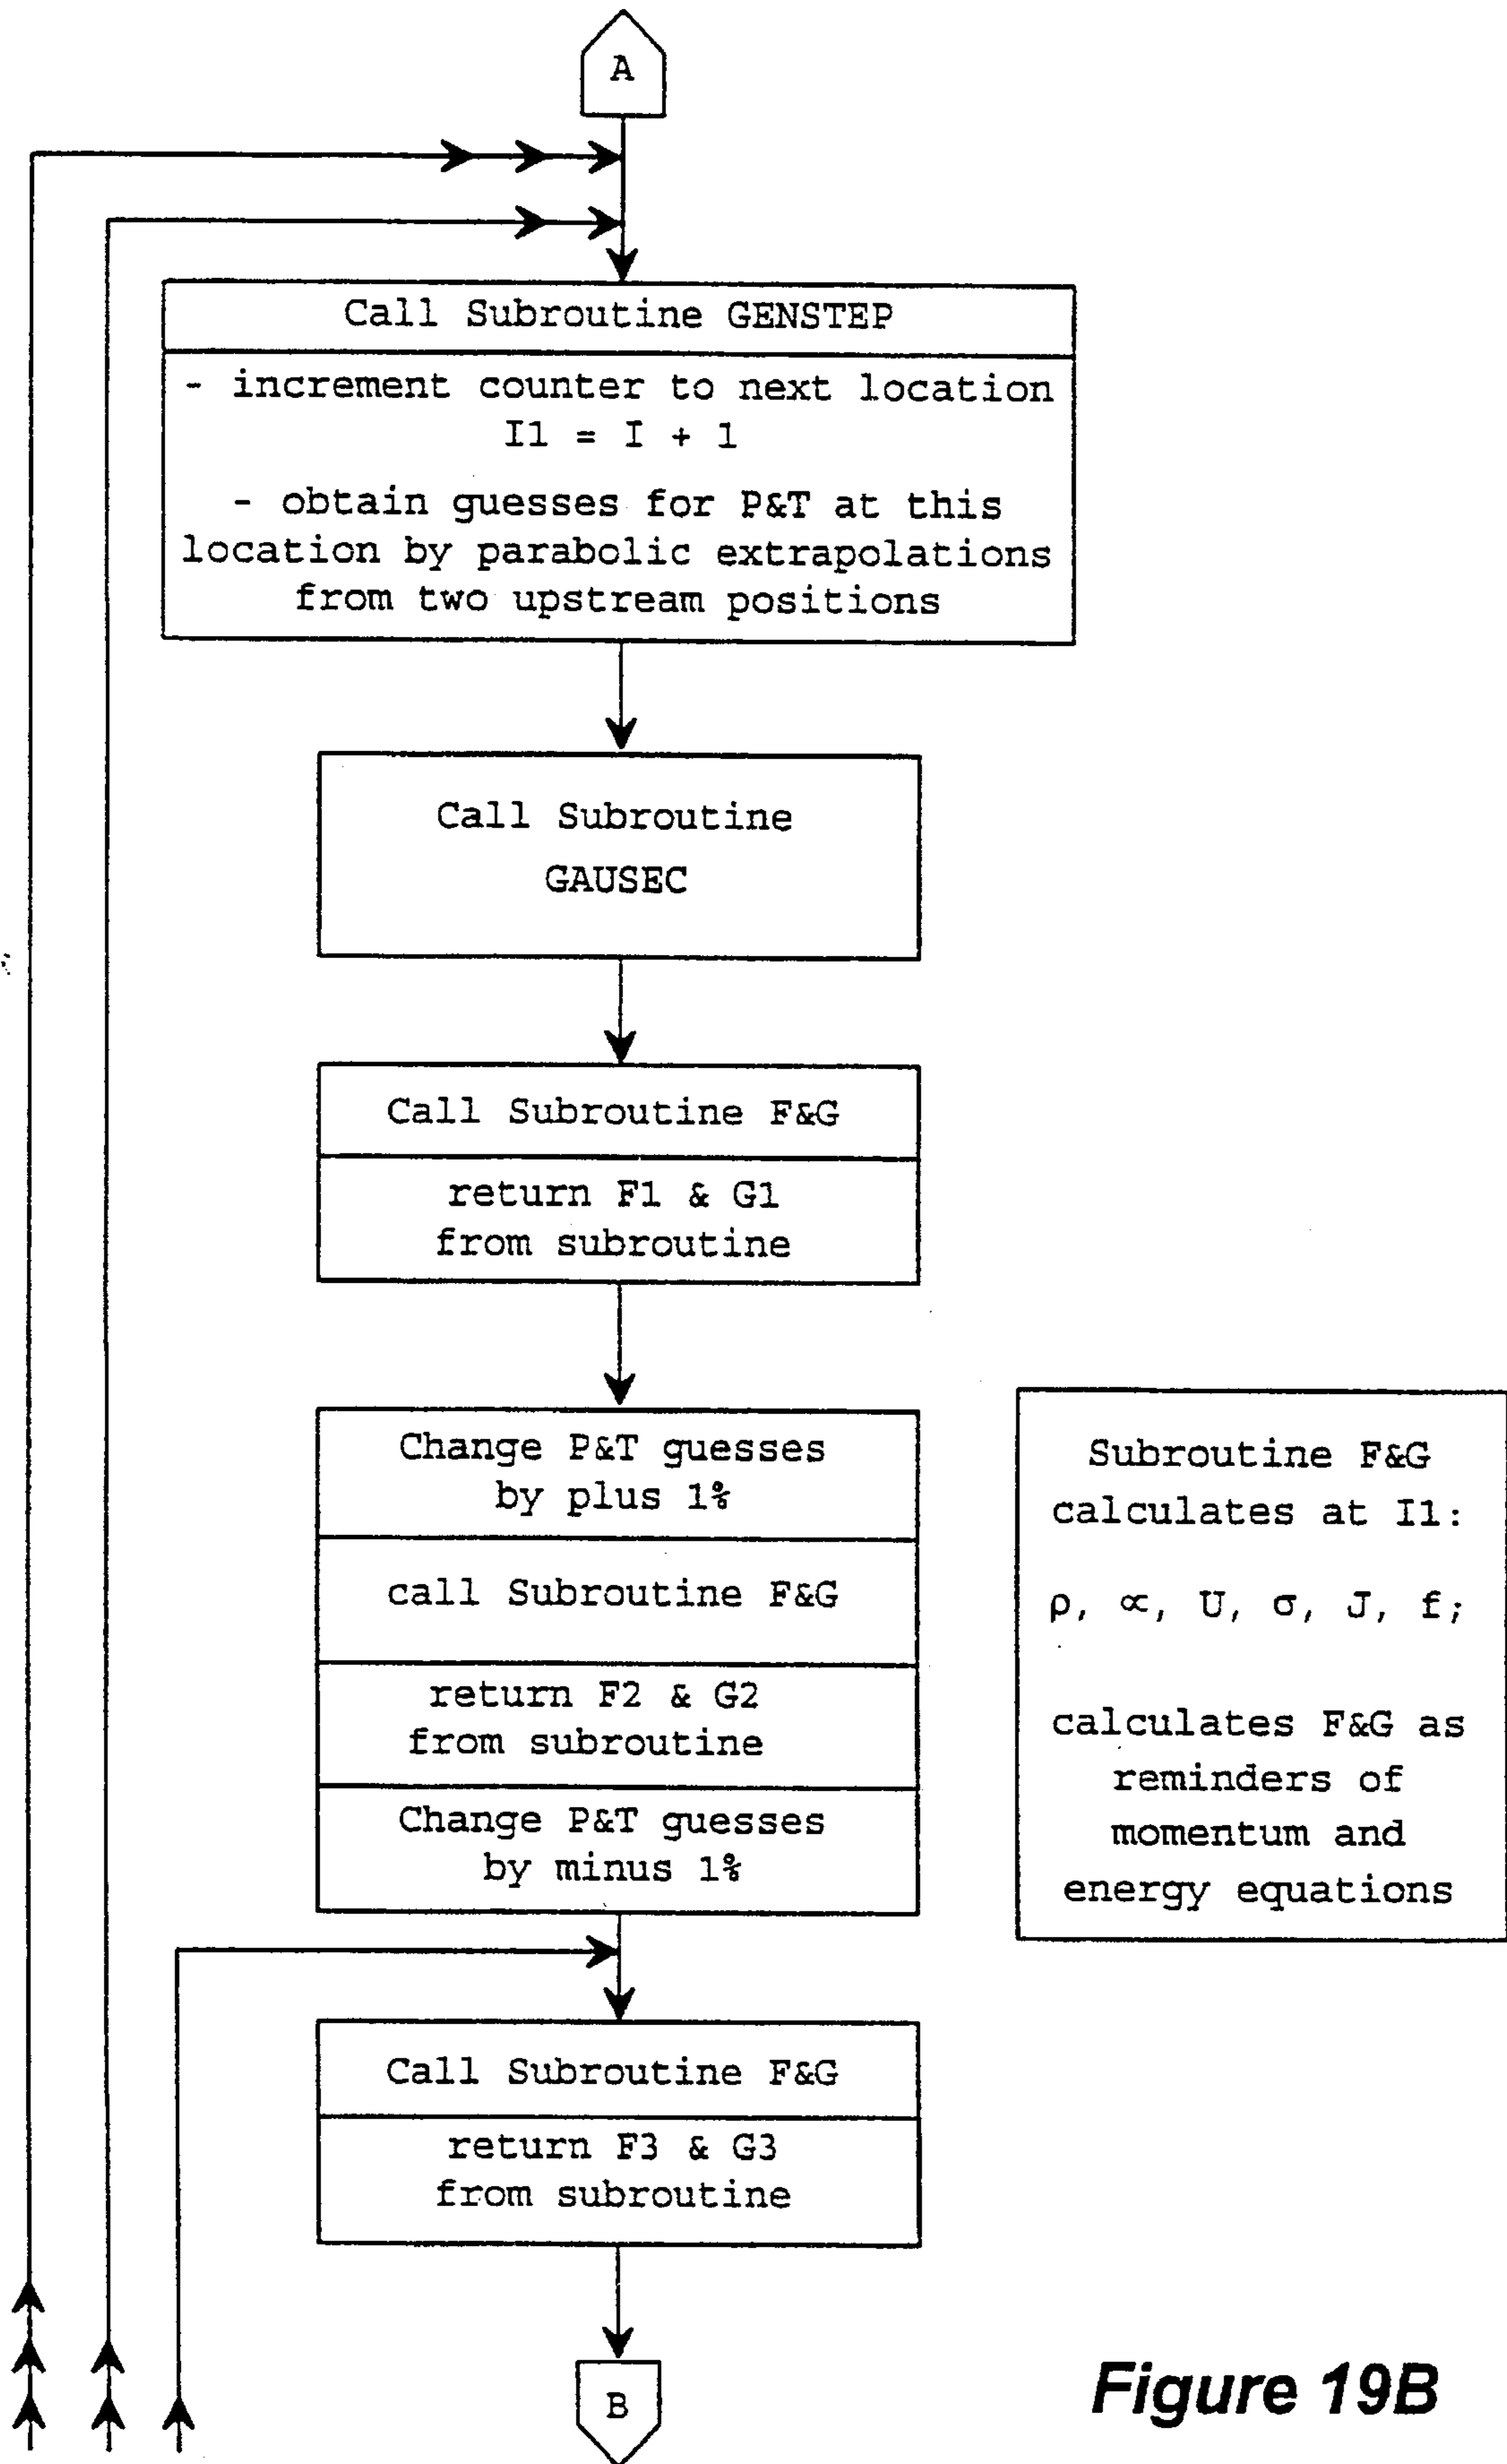 A
Call Subroutine GENSTEP
- increment counter to next location
I1 = I + 1
- obtain guesses for P&T at this
location by parabolic extrapolations
from two upstream positions
Call Subroutine
GAUSEC
Call Subroutine F&G
return F1 & G1
from subroutine
Change P&T guesses
by plus 1%
call Subroutine F&G
return F2 & G2
from subroutine
Change P&T guesses
by minus 1%
Subroutine F&G
calculates at I1:
ρ, ∝, U, σ, J, f;
calculates F&G as
reminders of
momentum and
energy equations
Call Subroutine F&G
return F3 & G3
from subroutine
B
Figure 19B